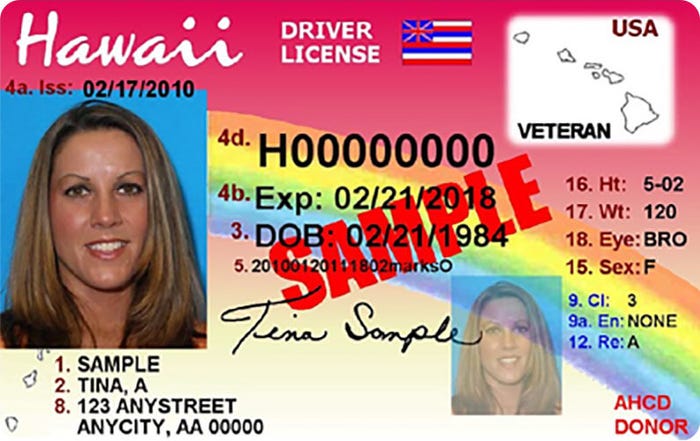 Hawaii
DRIVER
LICENSE
USA
VETERAN
4a. Iss: 02/17/2010
4d. H00000000
4b. Exp: 02/21/2018
3. DOB: 02/21/1984
5. 20100120111802marksO
SAMPLE
16. Ht: 5-02
17. Wt: 120
18. Eye: BRO
15. Sex: F
9. Cl: 3
9a. En: NONE
12. Re: A
Tina Sample
1. SAMPLE
2. TINA, A
8. 123 ANYSTREET
ANYCITY, AA 00000
AHCD
DONOR